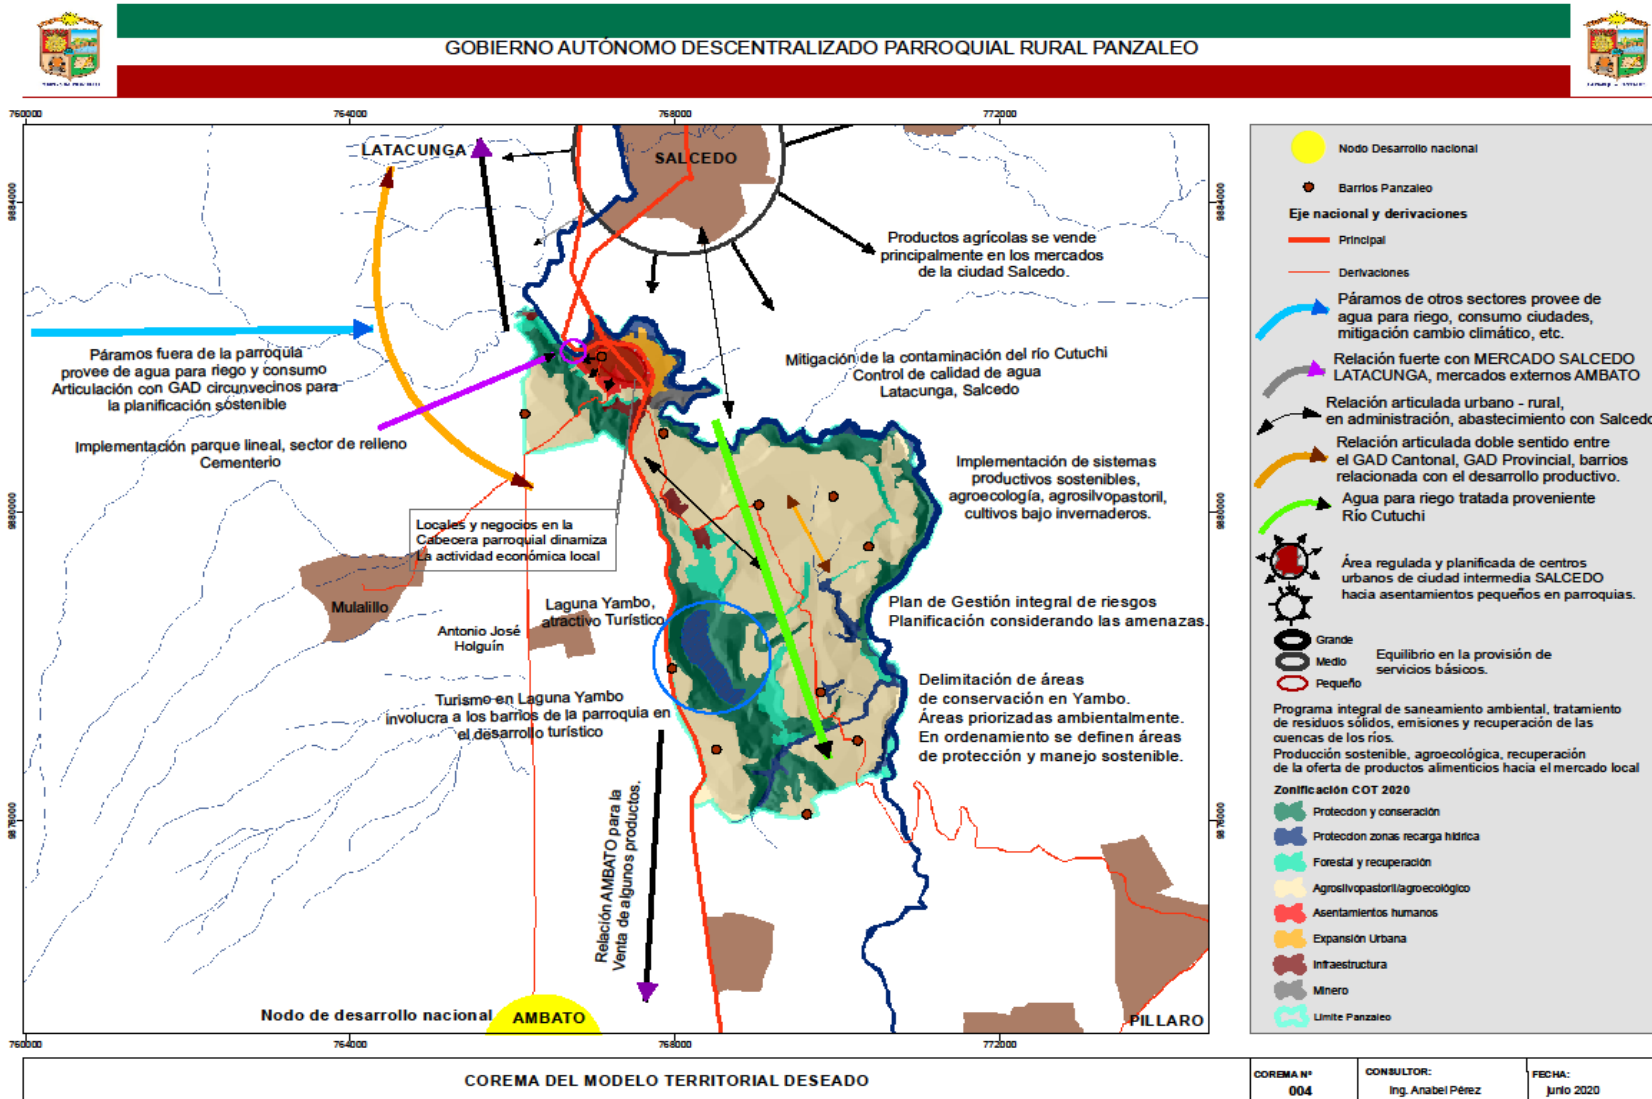 GOBIERNO AUTÓNOMO DESCENTRALIZADO PARROQUIAL RURAL PANZALEO
760000
764000
768000
772000
9884000
9880000
9876000
9884000
9880000
9876000
LATACUNGA
SALCEDO
Productos agrícolas se vende
principalmente en los mercados
de la ciudad Salcedo.
Páramos fuera de la parroquia
provee de agua para riego y consumo
Articulación con GAD circunvecinos para
la planificación sostenible
Mitigación de la contaminación del río Cutuchi
Control de calidad de agua
Latacunga, Salcedo
Implementación parque lineal, sector de relleno
Cementerio
Implementación de sistemas
productivos sostenibles,
agroecología, agrosilvopastoril,
cultivos bajo invernaderos.
Locales y negocios en la
Cabecera parroquial dinamiza
La actividad económica local
Mulalillo
Antonio José
Holguín
Laguna Yambo,
atractivo Turístico
Plan de Gestión integral de riesgos
Planificación considerando las amenazas.
Turismo en Laguna Yambo
involucra a los barrios de la parroquia en
el desarrollo turístico
Delimitación de áreas
de conservación en Yambo.
Áreas priorizadas ambientalmente.
En ordenamiento se definen áreas
de protección y manejo sostenible.
Relación AMBATO para la
Venta de algunos productos.
Nodo de desarrollo nacional
AMBATO
PILLARO
760000
764000
768000
772000
Nodo Desarrollo nacional
Barrios Panzaleo
Eje nacional y derivaciones
Principal
Derivaciones
Páramos de otros sectores provee de
agua para riego, consumo ciudades,
mitigación cambio climático, etc.
Relación fuerte con MERCADO SALCEDO
LATACUNGA, mercados externos AMBATO
Relación articulada urbano - rural,
en administración, abastecimiento con Salcedo
Relación articulada doble sentido entre
el GAD Cantonal, GAD Provincial, barrios
relacionada con el desarrollo productivo.
Agua para riego tratada proveniente
Río Cutuchi
Área regulada y planificada de centros
urbanos de ciudad intermedia SALCEDO
hacia asentamientos pequeños en parroquias.
Grande
Medio
Pequeño
Equilibrio en la provisión de
servicios básicos.
Programa integral de saneamiento ambiental, tratamiento
de residuos sólidos, emisiones y recuperación de las
cuencas de los ríos.
Producción sostenible, agroecológica, recuperación
de la oferta de productos alimenticios hacia el mercado local
Zonificación COT 2020
Proteccion y conseración
Proteccion zonas recarga hídrica
Forestal y recuperación
Agrosilvopastoril/agroecológico
Asentamientos humanos
Expansión Urbana
Infraestructura
Minero
Limite Panzaleo
COREMA DEL MODELO TERRITORIAL DESEADO
COREMA N°
004
CONSULTOR:
Ing. Anabel Pérez
FECHA:
junio 2020